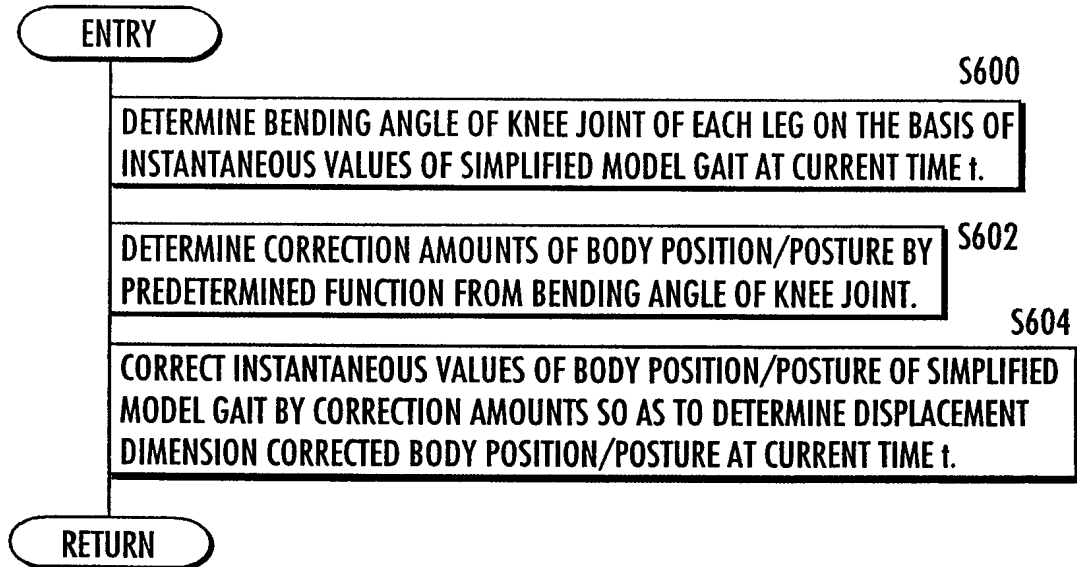 ENTRY
S600
DETERMINE BENDING ANGLE OF KNEE JOINT OF EACH LEG ON THE BASIS OF
INSTANTANEOUS VALUES OF SIMPLIFIED MODEL GAIT AT CURRENT TIME t.
S602
DETERMINE CORRECTION AMOUNTS OF BODY POSITION/POSTURE BY
PREDETERMINED FUNCTION FROM BENDING ANGLE OF KNEE JOINT.
S604
CORRECT INSTANTANEOUS VALUES OF BODY POSITION/POSTURE OF SIMPLIFIED
MODEL GAIT BY CORRECTION AMOUNTS SO AS TO DETERMINE DISPLACEMENT
DIMENSION CORRECTED BODY POSITION/POSTURE AT CURRENT TIME t.
RETURN